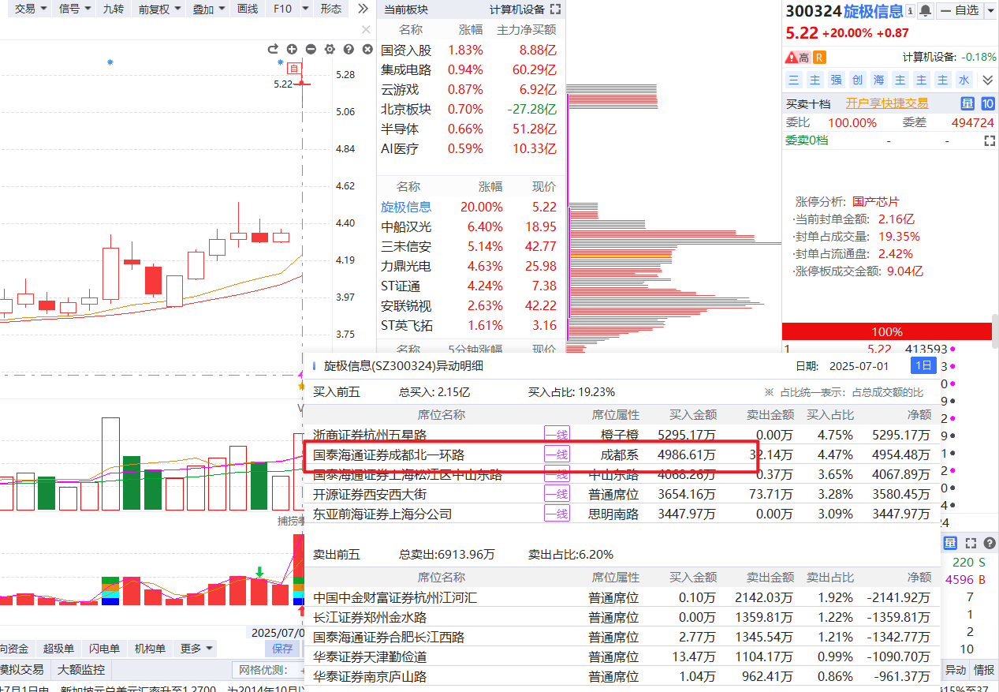 交易 信号 九转 前复权 叠加 画线 F10 形态
自
5.22
5.28
5.06
4.84
4.62
4.40
4.19
3.97
3.75
捕捞季
2025/07/0
向资金 超级单 闪电单 机构单 更多 保存
模拟交易 大额监控 网格优测:
当前板块 计算机设备
名称 涨幅 主力净买额
国资入股 1.83% 8.88亿
集成电路 0.94% 60.29亿
云游戏 0.87% 6.92亿
北京板块 0.70% -27.28亿
半导体 0.66% 51.28亿
AI医疗 0.59% 10.33亿
名称 涨幅 现价
旋极信息 20.00% 5.22
中船汉光 6.40% 18.95
三未信安 5.14% 42.77
力鼎光电 4.63% 25.98
ST证通 4.24% 7.38
安联锐视 2.63% 42.22
ST英飞拓 1.61% 3.16
名称 5分钟涨幅 现价
300324 旋极信息 自选
5.22 +20.00% +0.87
高 R 计算机设备: -0.18%
三 主 强 创 海 主 主 主 水
买卖十档 开户享快捷交易 量 10
委比 100.00% 委差 494724
委卖0档 - -
涨停分析: 国产芯片
·当前封单金额: 2.16亿
·封单占成交量: 19.35%
·封单占流通盘: 2.42%
·涨停板成交金额: 9.04亿
100%
1 5.22 413593
旋极信息(SZ300324)异动明细 日期: 2025-07-01 1日
买入前五 总买入: 2.15亿 买入占比: 19.23% ※ 占比统一表示: 占总成交额的比
席位名称 席位属性 买入金额 卖出金额 买入占比 净额
浙商证券杭州五星路 一线 橙子橙 5295.17万 0.00万 4.75% 5295.17万
国泰海通证券成都北一环路 一线 成都系 4986.61万 32.14万 4.47% 4954.48万
国泰海通证券上海松江区中山东路 一线 中山东路 4068.26万 0.37万 3.65% 4067.89万
开源证券西安西大街 一线 普通席位 3654.16万 73.71万 3.28% 3580.45万
东亚前海证券上海分公司 一线 思明南路 3447.97万 0.00万 3.09% 3447.97万
卖出前五 总卖出:6913.96万 卖出占比:6.20%
席位名称 席位属性 买入金额 卖出金额 卖出占比 净额
中国中金财富证券杭州江河汇 普通席位 0.10万 2142.03万 1.92% -2141.92万
长江证券郑州金水路 普通席位 0.00万 1359.81万 1.22% -1359.81万
国泰海通证券合肥长江西路 普通席位 2.77万 1345.54万 1.21% -1342.77万
华泰证券天津勤俭道 普通席位 13.47万 1104.17万 0.99% -1090.70万
华泰证券南京庐山路 普通席位 1.04万 962.41万 0.86% -961.37万
3
0
9
2
9
1
2
0
4
24
量
220 S
4596 B
7
1
2
10
异动 情报